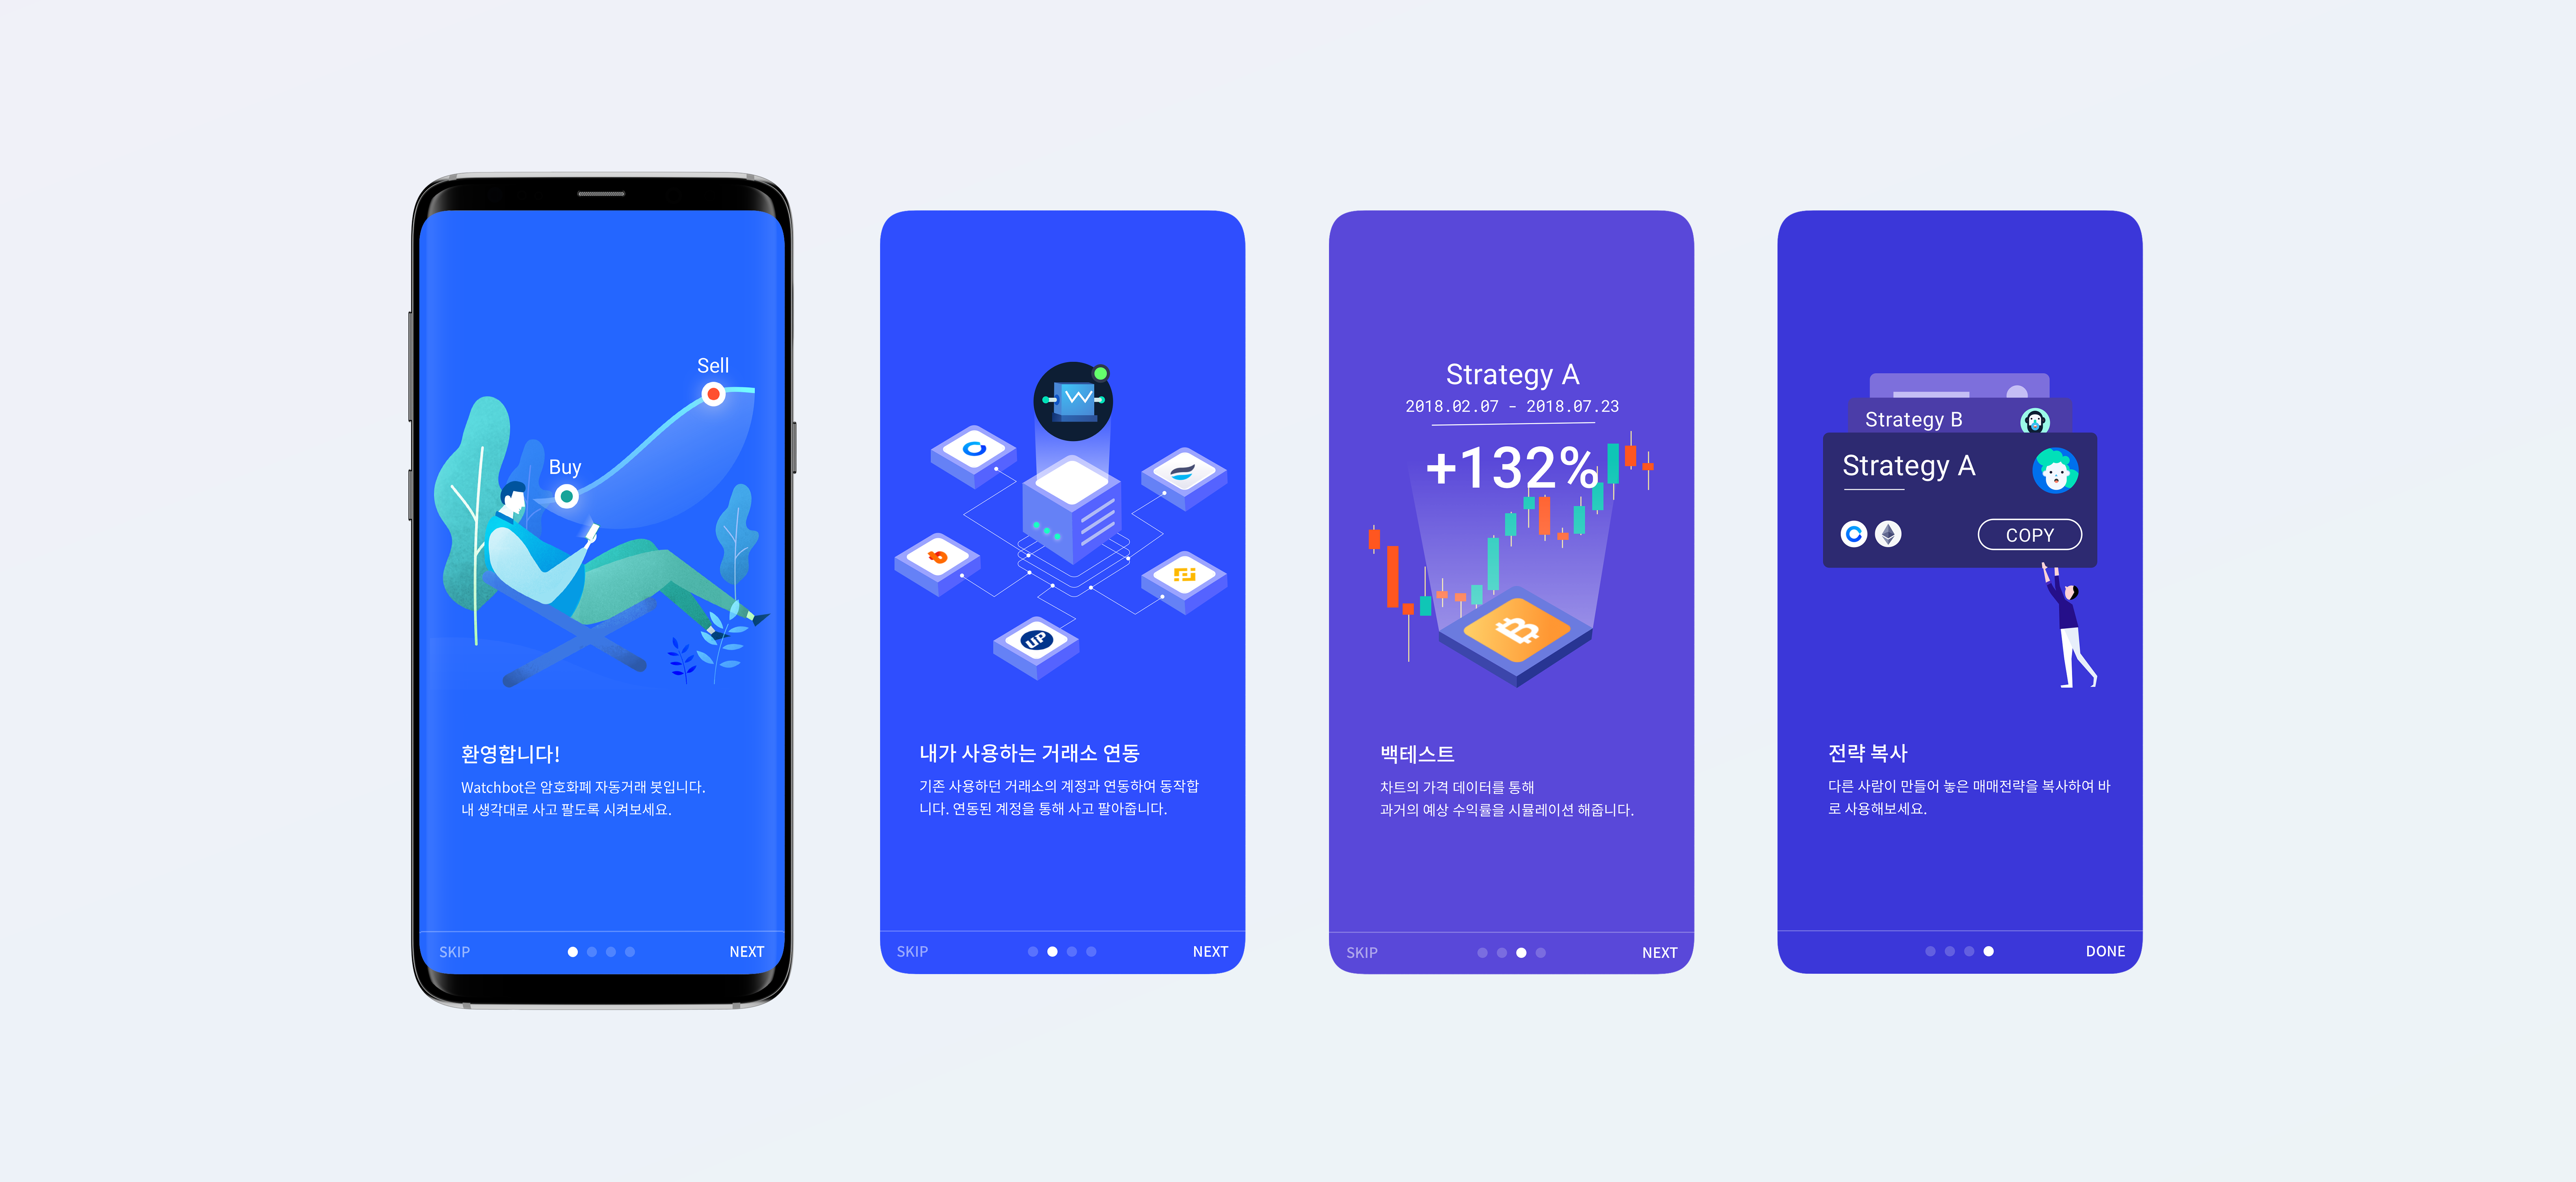 Sell
Buy
환영합니다!
Watchbot은 암호화폐 자동거래 봇입니다.
내 생각대로 사고 팔도록 시켜보세요.
SKIP
NEXT
UP
내가 사용하는 거래소 연동
기존 사용하던 거래소의 계정과 연동하여 동작합
니다. 연동된 계정을 통해 사고 팔아줍니다.
SKIP
NEXT
Strategy A
2018.02.07 - 2018.07.23
+132%
백테스트
차트의 가격 데이터를 통해
과거의 예상 수익률을 시뮬레이션 해줍니다.
SKIP
NEXT
Strategy B
Strategy A
COPY
전략 복사
다른 사람이 만들어 놓은 매매전략을 복사하여 바
로 사용해보세요.
DONE